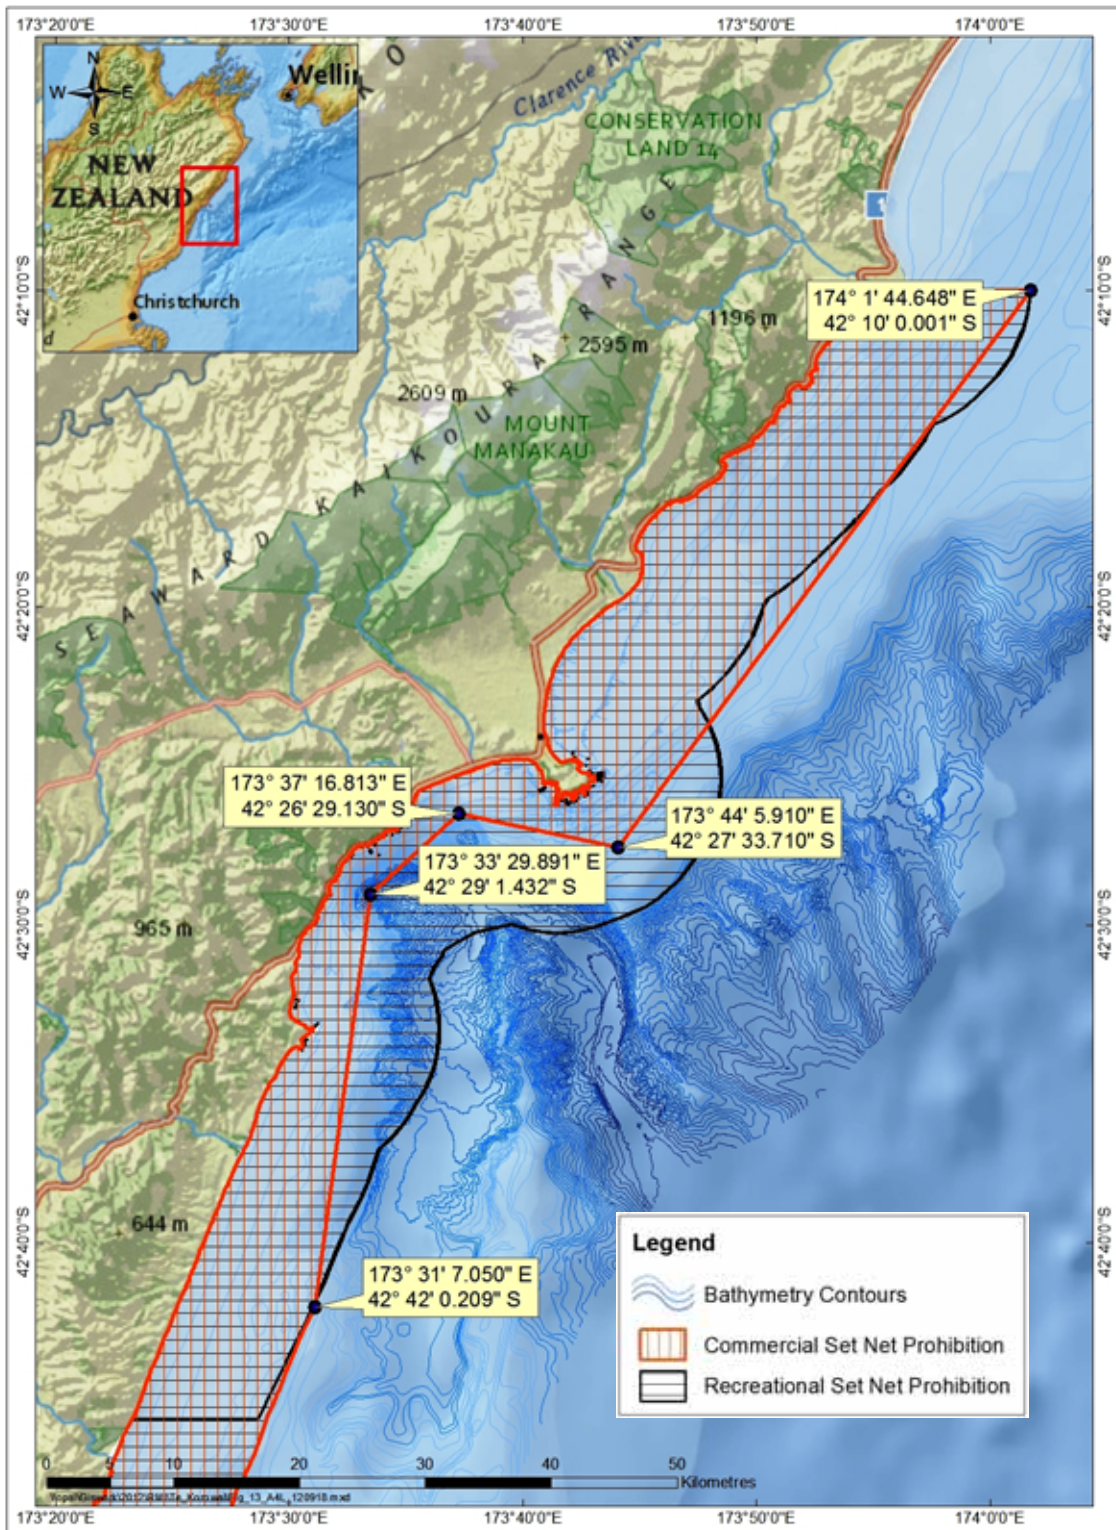 173°20'0"E 173°30'0"E 173°40'0"E 173°50'0"E 174°0'0"E
N
W E
S
Wellin
NEW
ZEALAND
Christchurch
d
K O
Clarence River
CONSERVATION
LAND 14
1
42°10'0"S 42°10'0"S
174° 1' 44.648" E
42° 10' 0.001" S
1196 m
2595 m
2609 m
MOUNT
MANAKAU
SEAWARD KAIKOURA RANGE
42°20'0"S 42°20'0"S
173° 37' 16.813" E
42° 26' 29.130" S
173° 44' 5.910" E
42° 27' 33.710" S
173° 33' 29.891" E
42° 29' 1.432" S
42°30'0"S 42°30'0"S
965 m
644 m
42°40'0"S 42°40'0"S
173° 31' 7.050" E
42° 42' 0.209" S
Legend
Bathymetry Contours
Commercial Set Net Prohibition
Recreational Set Net Prohibition
0 5 10 20 30 40 50
Kilometres
173°20'0"E 173°30'0"E 173°40'0"E 173°50'0"E 174°0'0"E